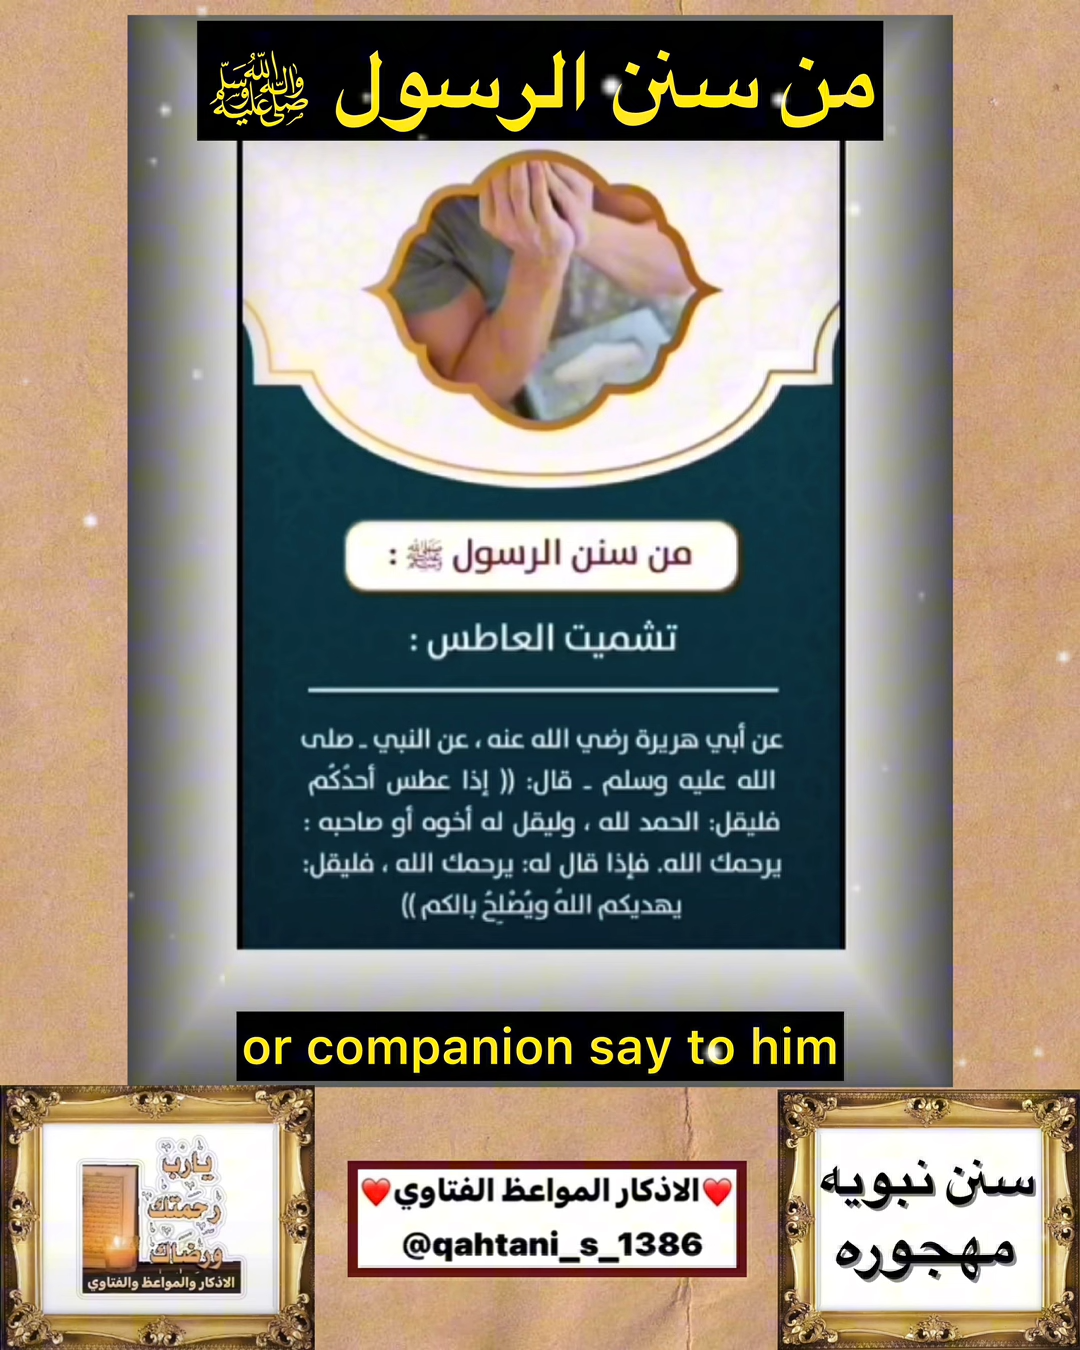 من سنن الرسول ﷺ
من سنن الرسول ﷺ :
تشميت العاطس :
عن أبي هريرة رضي الله عنه ، عن النبي ـ صلى
الله عليه وسلم ـ قال: (( إذا عطس أحدُكُم
فليقل: الحمد لله ، وليقل له أخوه أو صاحبه :
يرحمك الله. فإذا قال له: يرحمك الله ، فليقل:
يهديكم اللهُ ويُصْلِحُ بالكم ))
or companion say to him
يارب
رحمتك
ورضاك
الاذكار والمواعظ والفتاوي
❤️الاذكار المواعظ الفتاوي❤️
@qahtani_s_1386
سنن نبويه
مهجوره